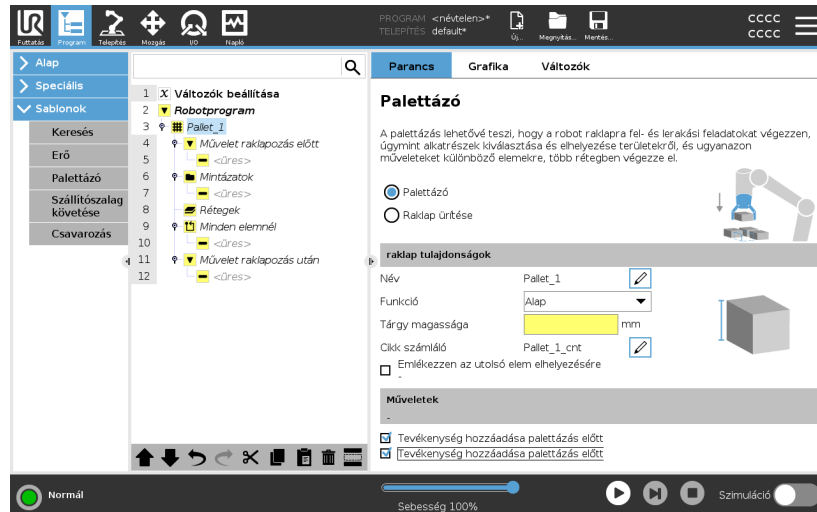 UR
Futtatás
Program
Telepítés
Mozgás
I/O
Napló
PROGRAM <névtelen>*
TELEPÍTÉS default*
Új...
Megnyitás...
Mentés...
cccc
cccc
Alap
Speciális
Sablonok
Keresés
Erő
Palettázó
Szállítószalag
követése
Csavarozás
1 X Változók beállítása
2 Robotprogram
3 Pallet_1
4 Művelet raklapozás előtt
5 <üres>
6 Mintázatok
7 <üres>
8 Rétegek
9 Minden elemnél
10 <üres>
11 Művelet raklapozás után
12 <üres>
Parancs Grafika Változók
Palettázó
A palettázás lehetővé teszi, hogy a robot raklapra fel- és lerakási feladatokat végezzen,
úgymint alkatrészek kiválasztása és elhelyezése területekről, és ugyanazon
műveleteket különböző elemekre, több rétegben végezze el.
Palettázó
Raklap ürítése
raklap tulajdonságok
Név Pallet_1
Funkció Alap
Tárgy magassága mm
Cikk számláló Pallet_1_cnt
Emlékezzen az utolsó elem elhelyezésére
-
Műveletek
-
Tevékenység hozzáadása palettázás előtt
Tevékenység hozzáadása palettázás előtt
Normál
Sebesség 100%
Szimuláció